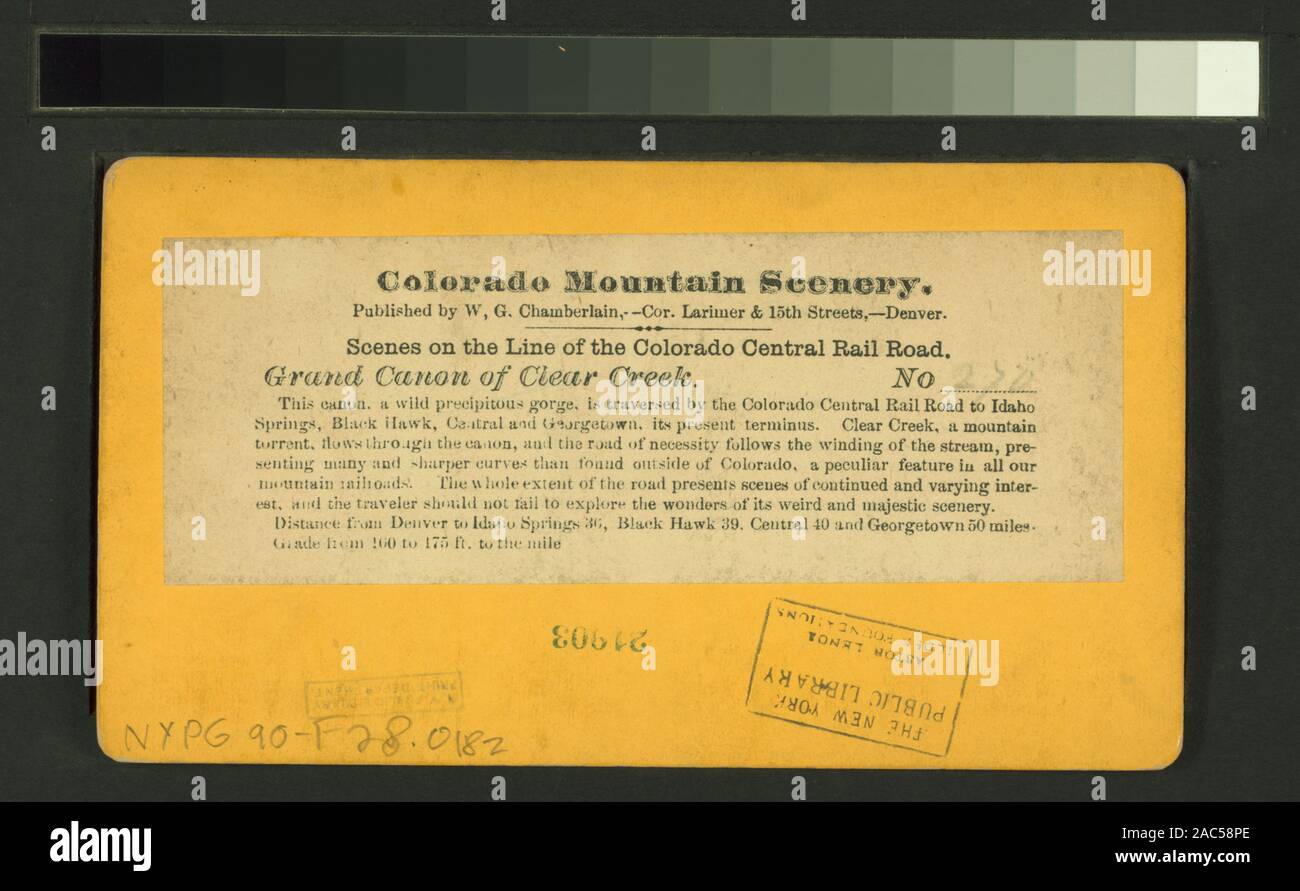 Colorado Mountain Scenery.
Published by W, G. Chamberlain,--Cor. Larimer & 15th Streets,—Denver.
Scenes on the Line of the Colorado Central Rail Road.
Grand Canon of Clear Creek. No
This canon, a wild precipitous gorge, is traversed by the Colorado Central Rail Road to Idaho
Springs, Black Hawk, Central and Georgetown, its present terminus. Clear Creek, a mountain
torrent, flows through the canon, and the road of necessity follows the winding of the stream, pre-
senting many and sharper curves than found outside of Colorado, a peculiar feature in all our
mountain railroads. The whole extent of the road presents scenes of continued and varying inter-
est, and the traveler should not fail to explore the wonders of its weird and majestic scenery.
Distance from Denver to Idaho Springs 36, Black Hawk 39, Central 40 and Georgetown 50 miles.
Grade from 160 to 175 ft. to the mile
21903
THE NEW YORK
PUBLIC LIBRARY
ASTOR LENOX
FOUNDATIONS
NYPG 90-F28.0182
a alamy
alamy
Image ID: 2AC58PE
www.alamy.com